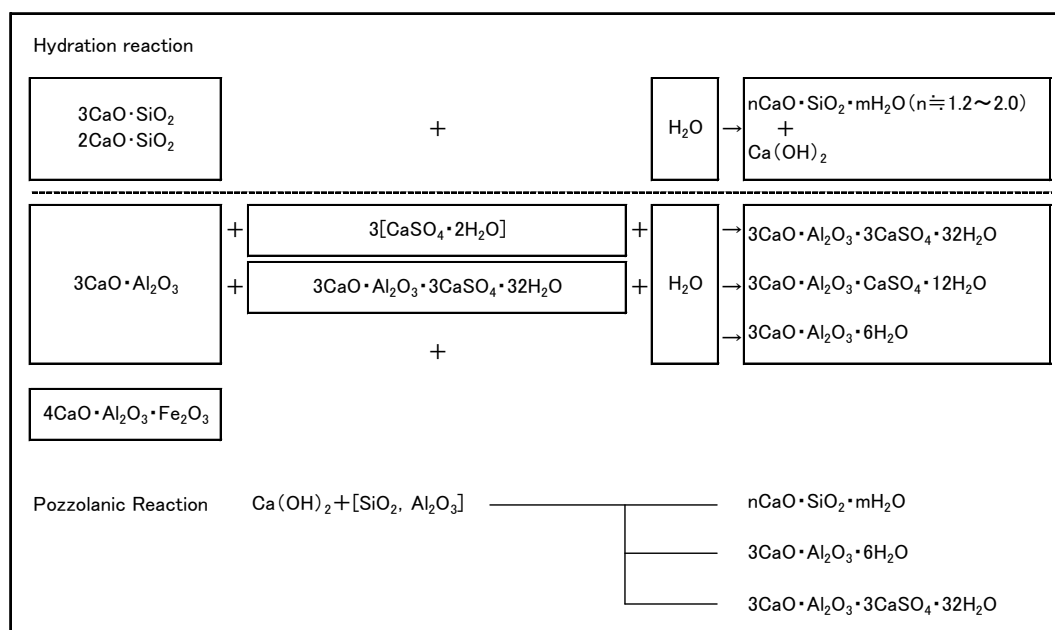 Hydration reaction
3CaO·SiO₂
2CaO·SiO₂
+
H₂O
→
nCaO·SiO₂·mH₂O(n≒1.2～2.0)
+
Ca(OH)₂
3CaO·Al₂O₃
+ 3[CaSO₄·2H₂O] + → 3CaO·Al₂O₃·3CaSO₄·32H₂O
+ 3CaO·Al₂O₃·3CaSO₄·32H₂O + H₂O → 3CaO·Al₂O₃·CaSO₄·12H₂O
+ → 3CaO·Al₂O₃·6H₂O
4CaO·Al₂O₃·Fe₂O₃
Pozzolanic Reaction Ca(OH)₂+[SiO₂, Al₂O₃] nCaO·SiO₂·mH₂O
3CaO·Al₂O₃·6H₂O
3CaO·Al₂O₃·3CaSO₄·32H₂O